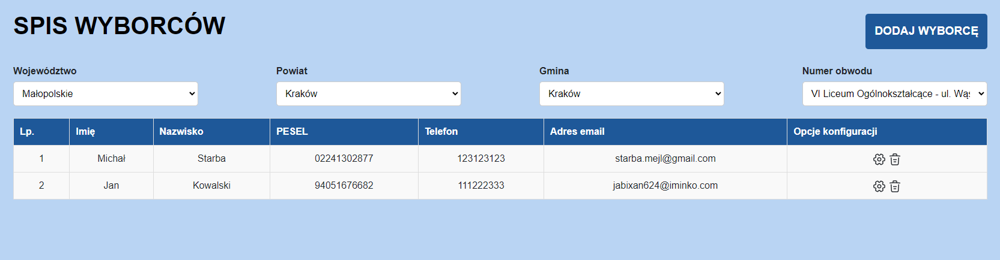 SPIS WYBORCÓW
DODAJ WYBORCĘ
Województwo Powiat Gmina Numer obwodu
Małopolskie Kraków Kraków VI Liceum Ogólnokształcące - ul. Wąs
Lp. Imię Nazwisko PESEL Telefon Adres email Opcje konfiguracji
1 Michał Starba 02241302877 123123123 starba.mejl@gmail.com
2 Jan Kowalski 94051676682 111222333 jabixan624@iminko.com